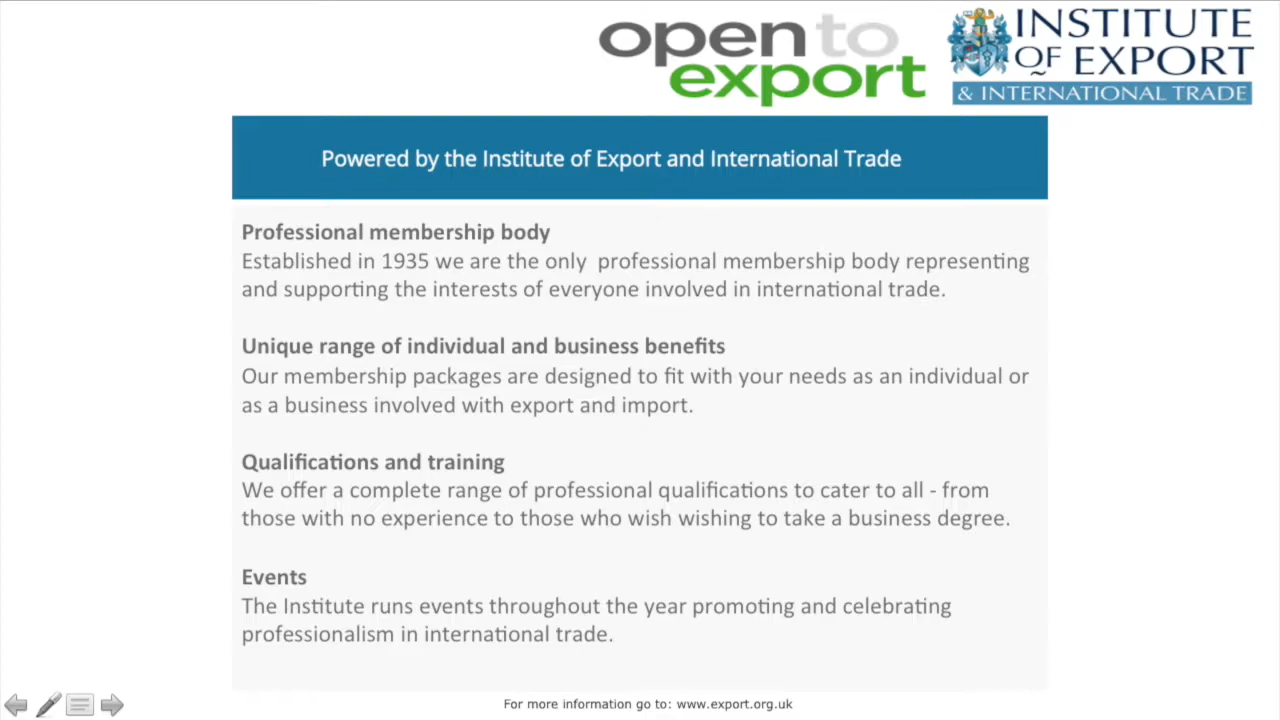 open to
export
INSTITUTE
OF EXPORT
& INTERNATIONAL TRADE
Powered by the Institute of Export and International Trade
Professional membership body
Established in 1935 we are the only professional membership body representing
and supporting the interests of everyone involved in international trade.
Unique range of individual and business benefits
Our membership packages are designed to fit with your needs as an individual or
as a business involved with export and import.
Qualifications and training
We offer a complete range of professional qualifications to cater to all - from
those with no experience to those who wish wishing to take a business degree.
Events
The Institute runs events throughout the year promoting and celebrating
professionalism in international trade.
For more information go to: www.export.org.uk